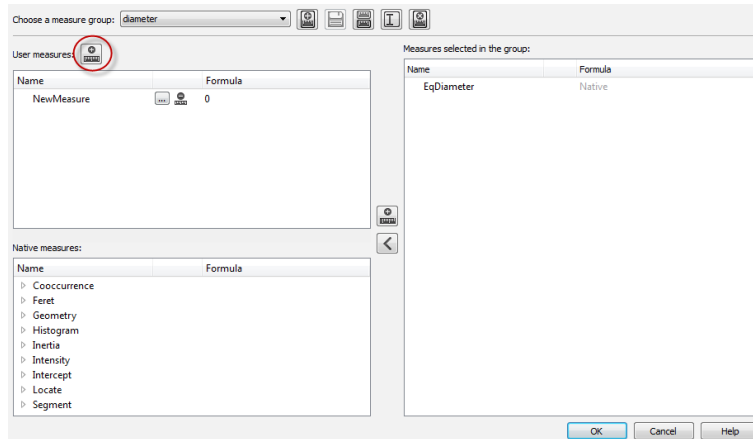 Choose a measure group: diameter
User measures:
Name Formula
NewMeasure ... 0
Native measures:
Name Formula
Cooccurrence
Feret
Geometry
Histogram
Inertia
Intensity
Intercept
Locate
Segment
Measures selected in the group:
Name Formula
EqDiameter Native
OK Cancel Help